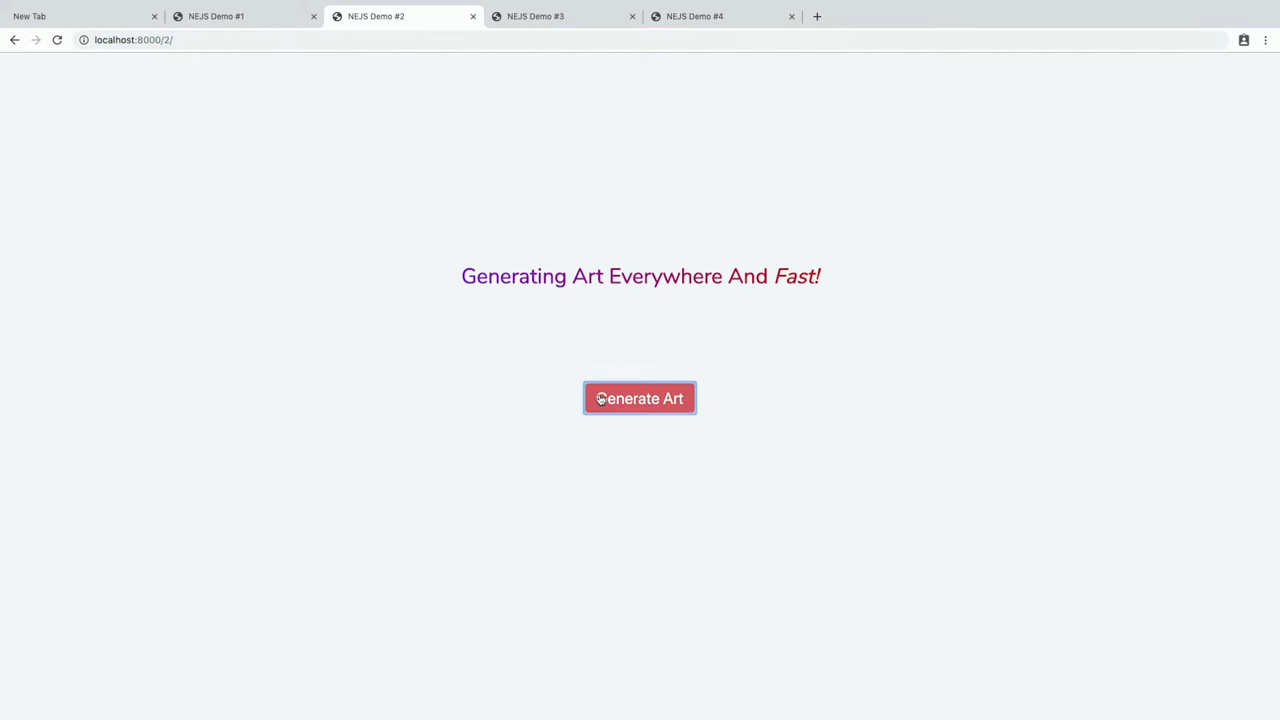 New Tab
NEJS Demo #1
NEJS Demo #2
NEJS Demo #3
NEJS Demo #4
localhost:8000/2/
Generating Art Everywhere And Fast!
Generate Art